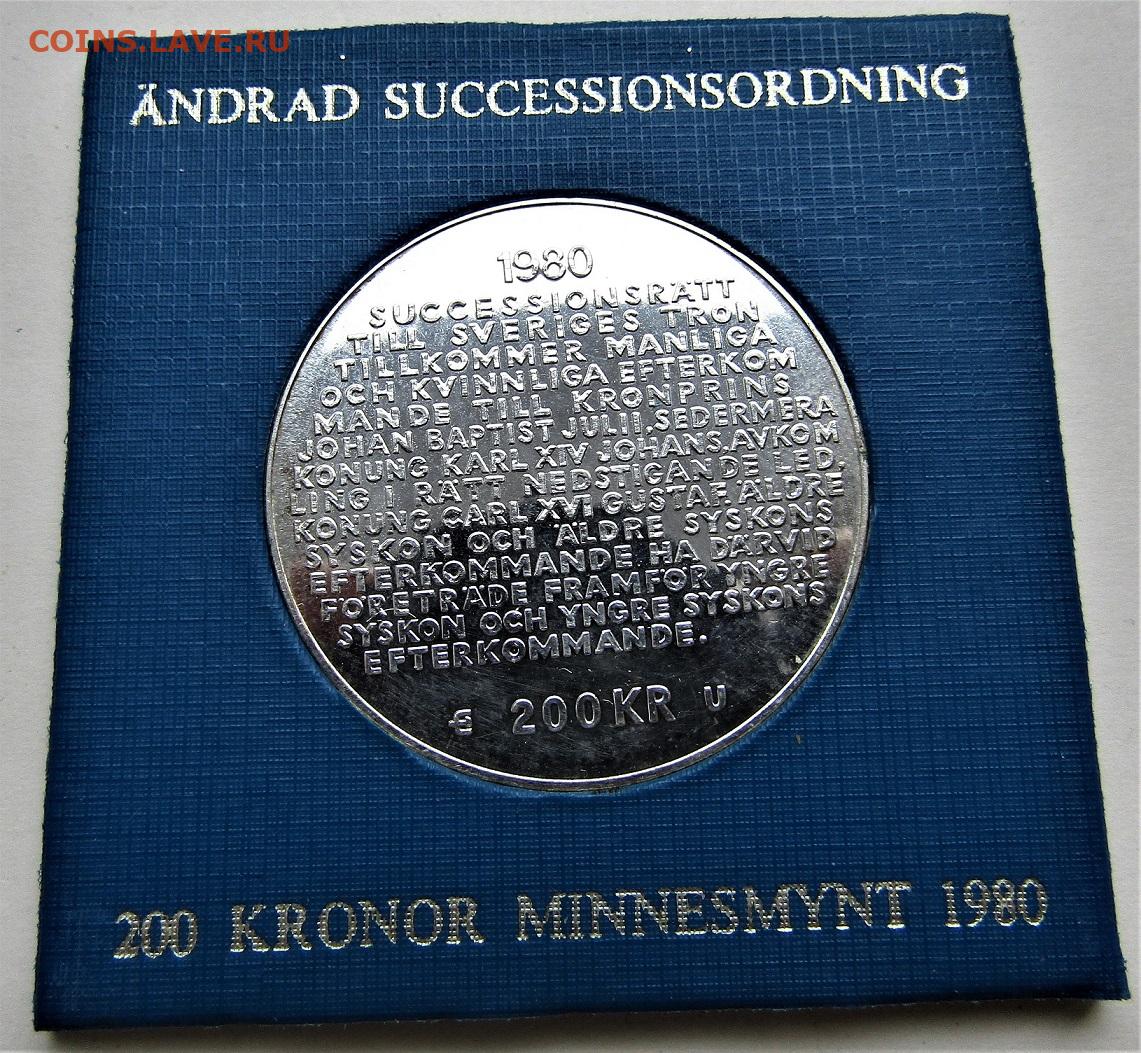 COINS.LAVE.RU
ÄNDRAD SUCCESSIONSORDNING
1980
SUCCESSIONSRÄTT
TILL SVERIGES TRON
TILLKOMMER MANLIGA
OCH KVINNLIGA EFTERKOM
MANDE TILL KRONPRINS
JOHAN BAPTIST JULII, SEDERMERA
KONUNG KARL XIV JOHANS, AVKOM
LING I RÄTT NEDSTIGANDE LED,
KONUNG CARL XVI GUSTAF. ÄLDRE
SYSKON OCH ÄLDRE SYSKONS
EFTERKOMMANDE HA DÄRVID
FÖRETRÄDE FRAMFÖR YNGRE
SYSKON OCH YNGRE SYSKONS
EFTERKOMMANDE.
200 KR U
200 KRONOR MINNESMYNT 1980